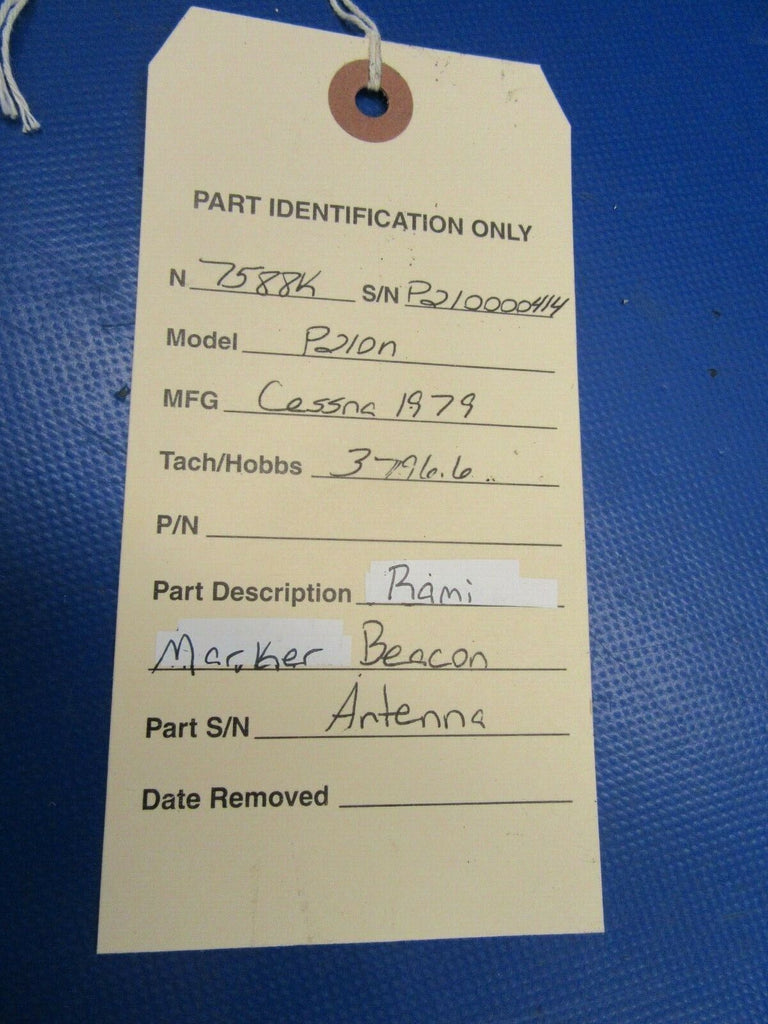 PART IDENTIFICATION ONLY
N 7588K S/N P210000414
Model P210n
MFG Cessna 1979
Tach/Hobbs 3796.6
P/N
Part Description Rami
Marker Beacon
Part S/N Antenna
Date Removed